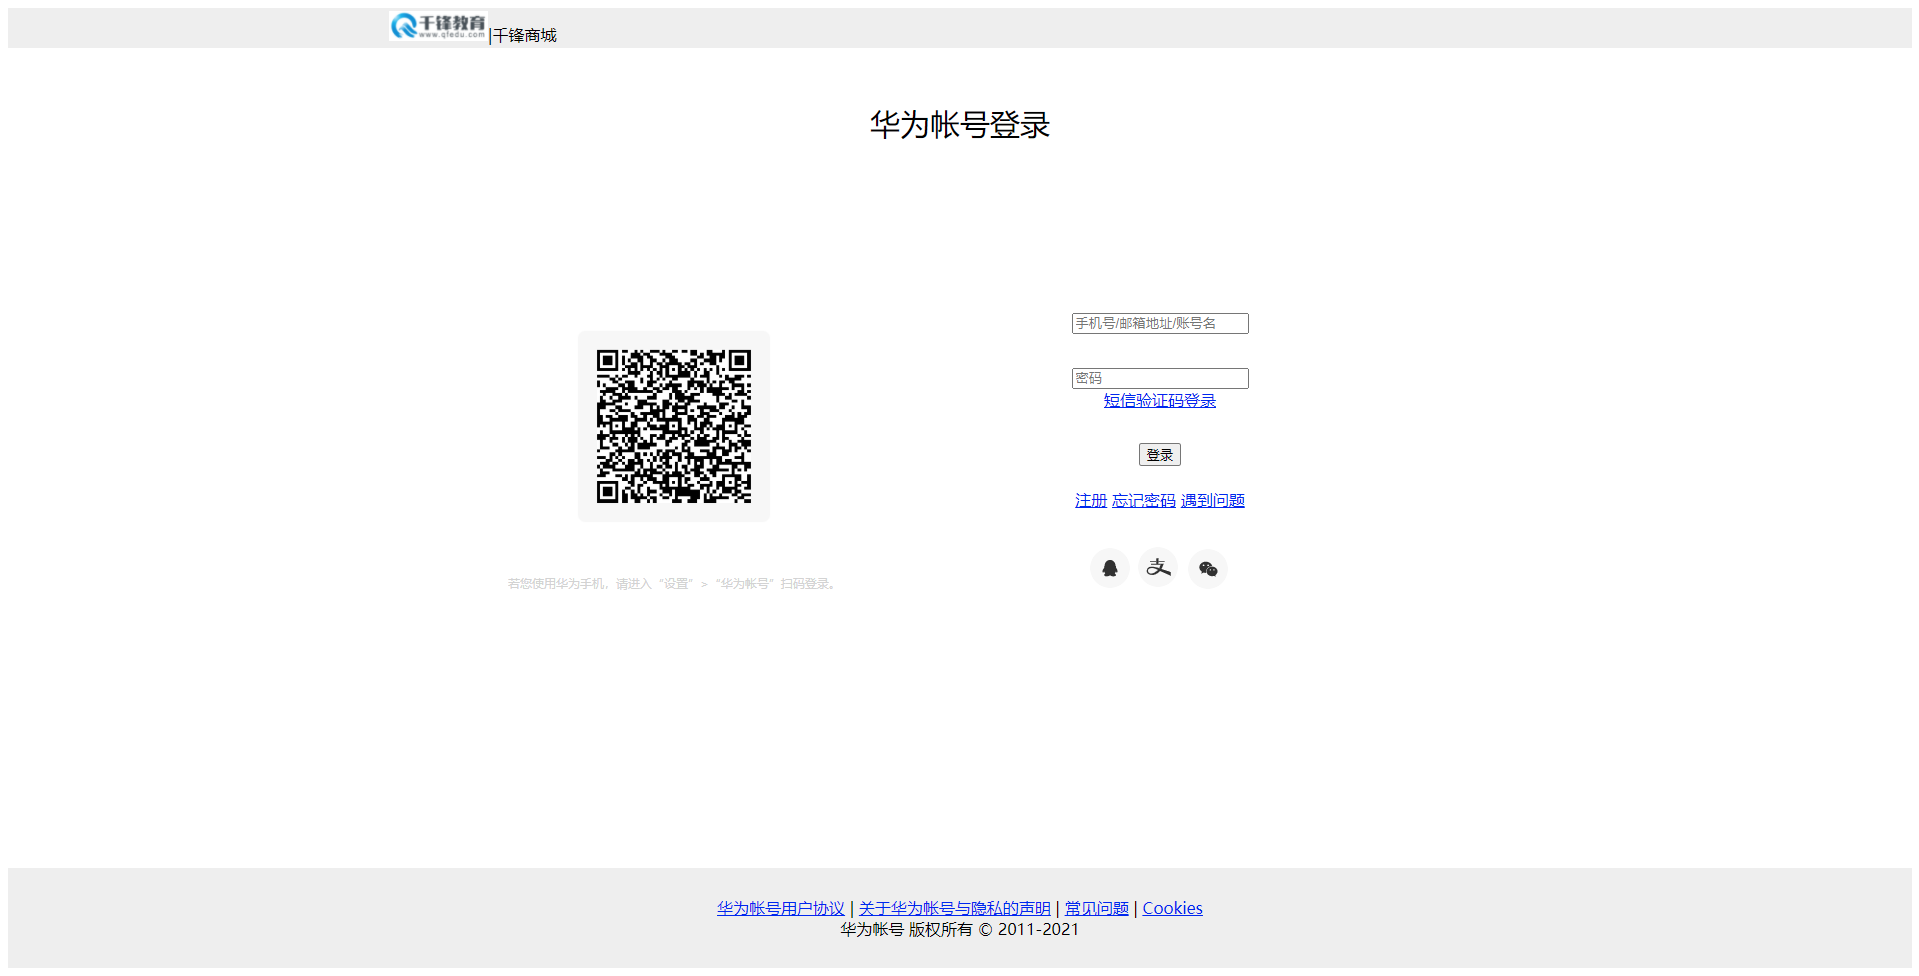 千锋教育
www.qfedu.com
|千锋商城
华为帐号登录
手机号/邮箱地址/账号名
密码
短信验证码登录
登录
注册 忘记密码 遇到问题
支
若您使用华为手机，请进入“设置” > “华为帐号”扫码登录。
华为帐号用户协议 | 关于华为帐号与隐私的声明 | 常见问题 | Cookies
华为帐号 版权所有 © 2011-2021